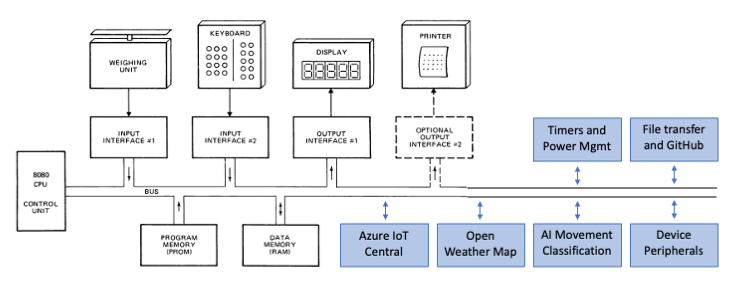 WEIGHING
UNIT
KEYBOARD
DISPLAY
PRINTER
INPUT
INTERFACE #1
INPUT
INTERFACE #2
OUTPUT
INTERFACE #1
OPTIONAL
OUTPUT
INTERFACE #2
Timers and
Power Mgmt
File transfer
and GitHub
8080
CPU
CONTROL
UNIT
BUS
PROGRAM
MEMORY
(PROM)
DATA
MEMORY
(RAM)
Azure IoT
Central
Open
Weather Map
AI Movement
Classification
Device
Peripherals